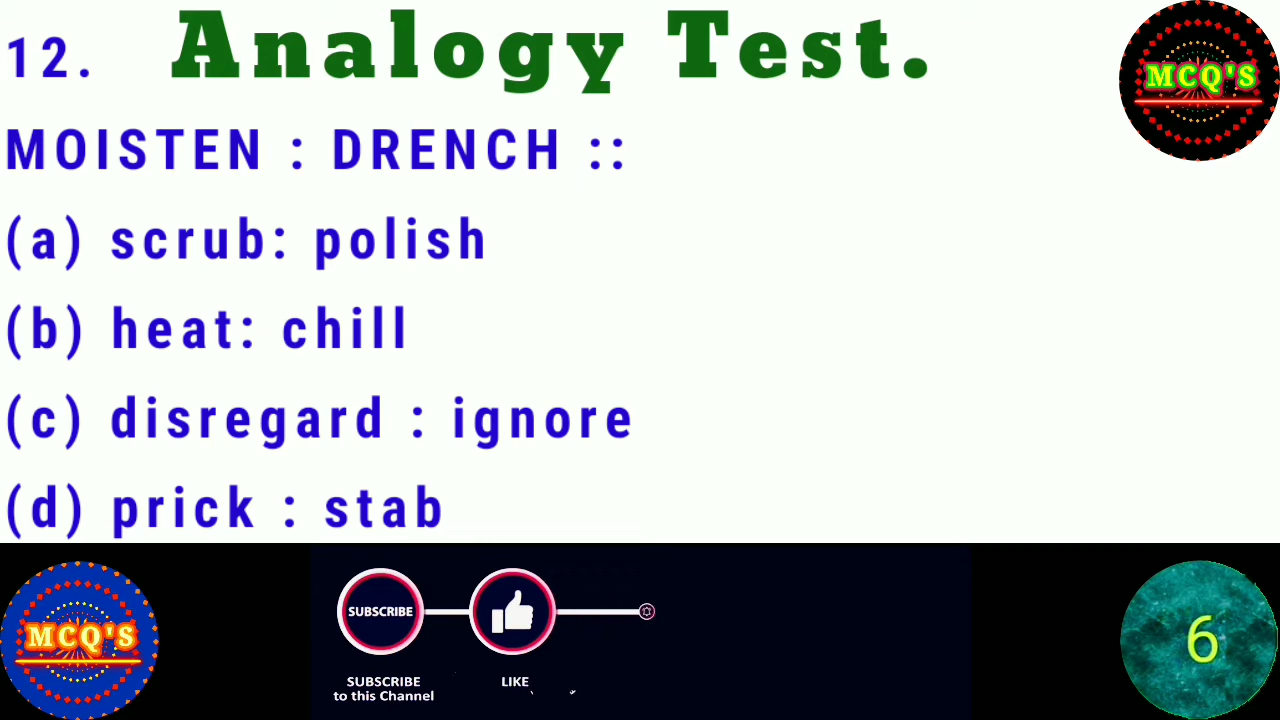 12. Analogy Test.
MCQ'S
MOISTEN : DRENCH ::
(a) scrub: polish
(b) heat: chill
(c) disregard : ignore
(d) prick : stab
MCQ'S
SUBSCRIBE
6
SUBSCRIBE LIKE
to this Channel